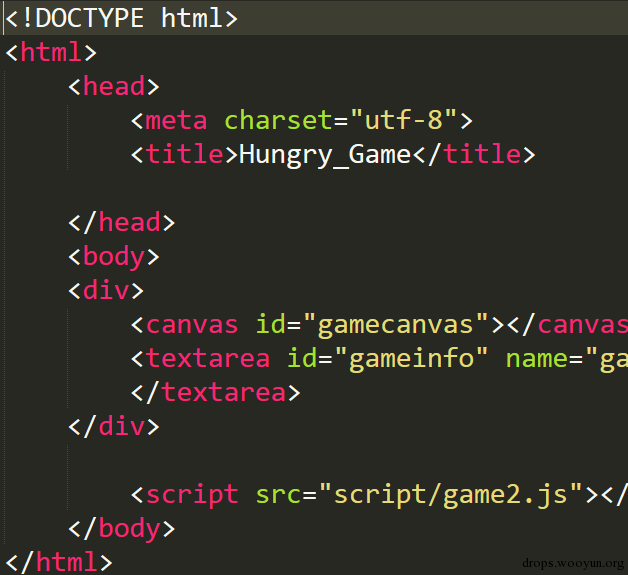 <!DOCTYPE html>
<html>
<head>
<meta charset="utf-8">
<title>Hungry_Game</title>
</head>
<body>
<div>
<canvas id="gamecanvas"></canvas
<textarea id="gameinfo" name="ga
</textarea>
</div>
<script src="script/game2.js"></
</body>
</html>
drops.wooyun.org